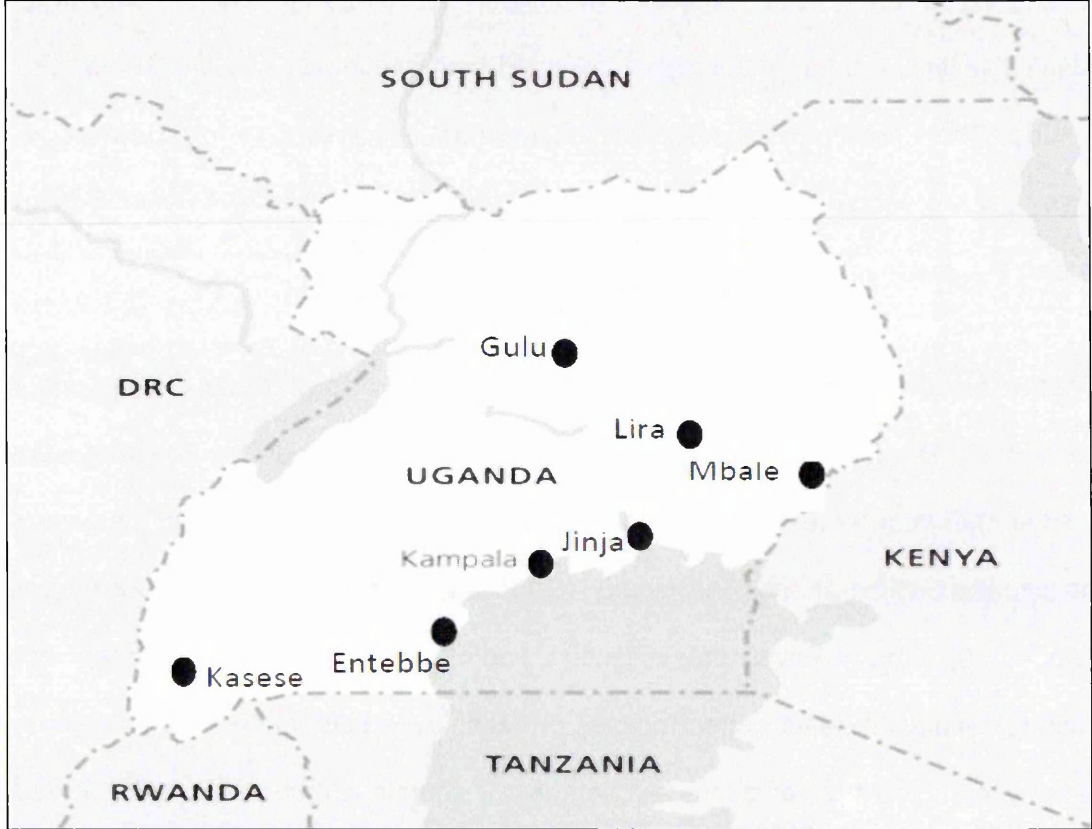 SOUTH SUDAN
Gulu
DRC
Lira
UGANDA
Mbale
Jinja
Kampala
KENYA
Entebbe
Kasese
TANZANIA
RWANDA